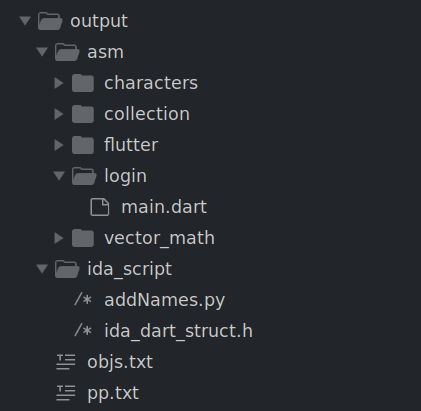 output
asm
characters
collection
flutter
login
main.dart
vector_math
ida_script
/* addNames.py
/* ida_dart_struct.h
objs.txt
pp.txt